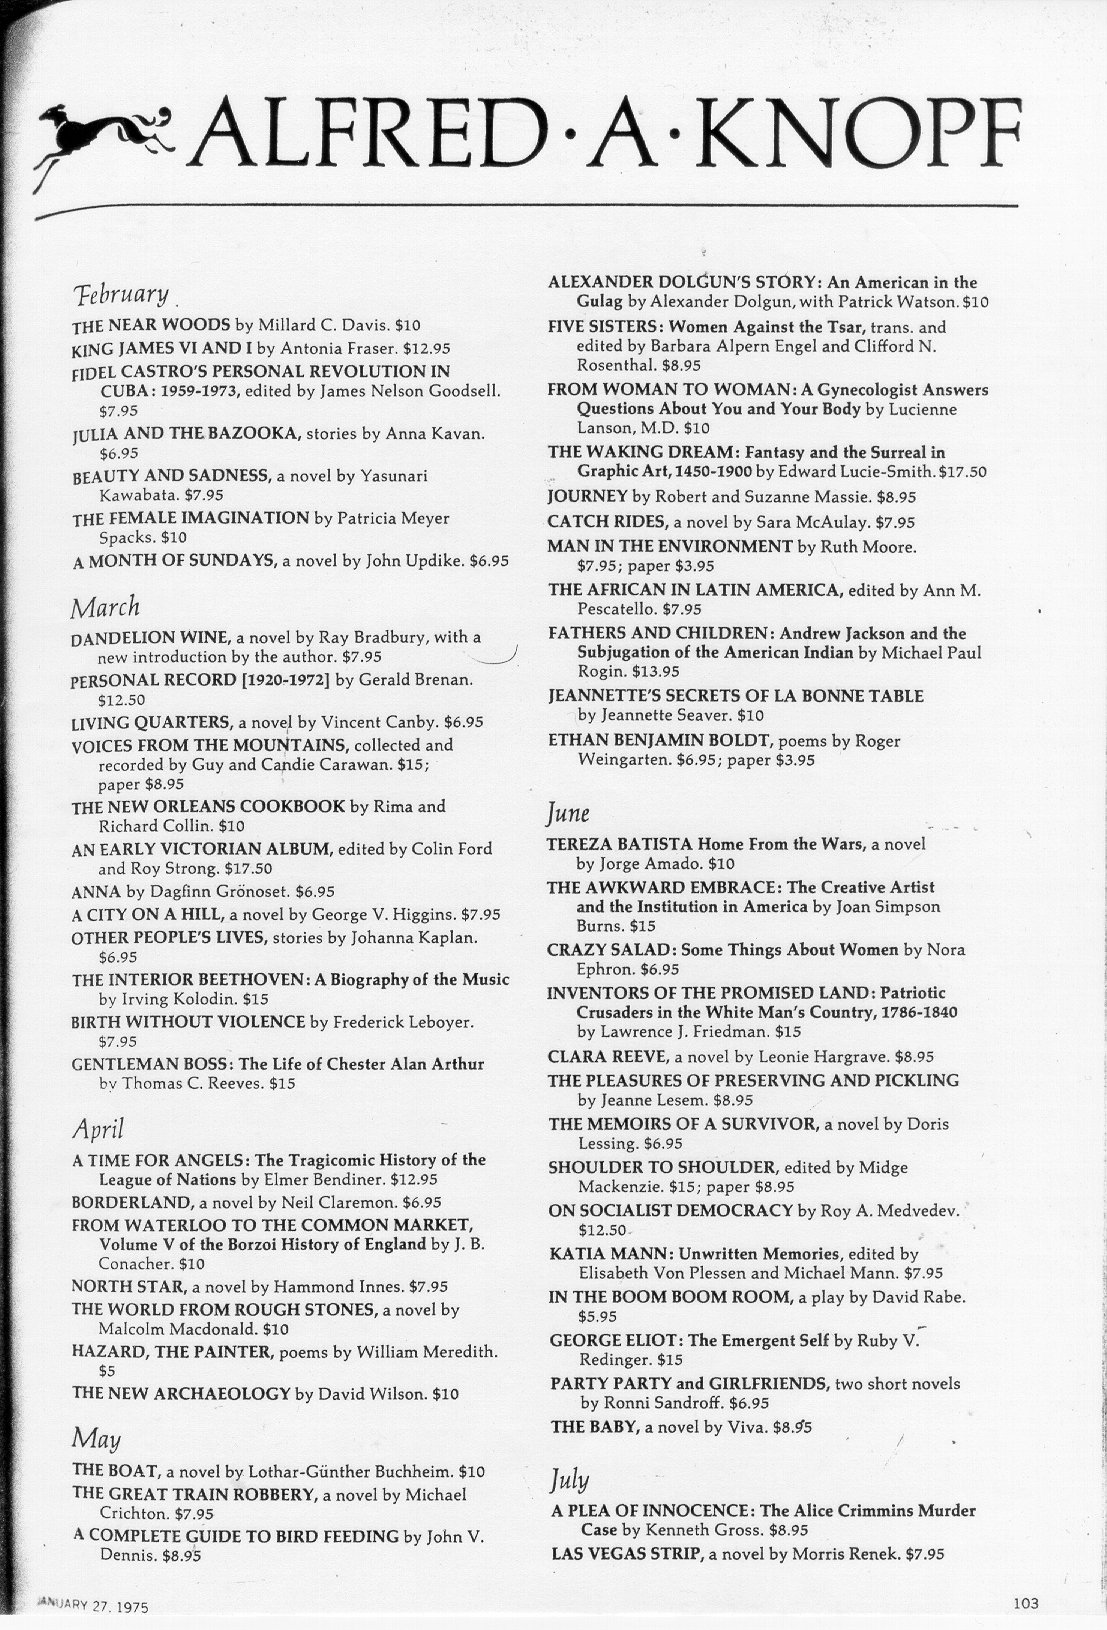 ALFRED · A · KNOPF
February
THE NEAR WOODS by Millard C. Davis. $10
KING JAMES VI AND I by Antonia Fraser. $12.95
FIDEL CASTRO'S PERSONAL REVOLUTION IN
CUBA: 1959-1973, edited by James Nelson Goodsell.
$7.95
JULIA AND THE BAZOOKA, stories by Anna Kavan.
$6.95
BEAUTY AND SADNESS, a novel by Yasunari
Kawabata. $7.95
THE FEMALE IMAGINATION by Patricia Meyer
Spacks. $10
A MONTH OF SUNDAYS, a novel by John Updike. $6.95
March
DANDELION WINE, a novel by Ray Bradbury, with a
new introduction by the author. $7.95
PERSONAL RECORD [1920-1972] by Gerald Brenan.
$12.50
LIVING QUARTERS, a novel by Vincent Canby. $6.95
VOICES FROM THE MOUNTAINS, collected and
recorded by Guy and Candie Carawan. $15;
paper $8.95
THE NEW ORLEANS COOKBOOK by Rima and
Richard Collin. $10
AN EARLY VICTORIAN ALBUM, edited by Colin Ford
and Roy Strong. $17.50
ANNA by Dagfinn Grönoset. $6.95
A CITY ON A HILL, a novel by George V. Higgins. $7.95
OTHER PEOPLE'S LIVES, stories by Johanna Kaplan.
$6.95
THE INTERIOR BEETHOVEN: A Biography of the Music
by Irving Kolodin. $15
BIRTH WITHOUT VIOLENCE by Frederick Leboyer.
$7.95
GENTLEMAN BOSS: The Life of Chester Alan Arthur
by Thomas C. Reeves. $15
April
A TIME FOR ANGELS: The Tragicomic History of the
League of Nations by Elmer Bendiner. $12.95
BORDERLAND, a novel by Neil Claremon. $6.95
FROM WATERLOO TO THE COMMON MARKET,
Volume V of the Borzoi History of England by J. B.
Conacher. $10
NORTH STAR, a novel by Hammond Innes. $7.95
THE WORLD FROM ROUGH STONES, a novel by
Malcolm Macdonald. $10
HAZARD, THE PAINTER, poems by William Meredith.
$5
THE NEW ARCHAEOLOGY by David Wilson. $10
May
THE BOAT, a novel by Lothar-Günther Buchheim. $10
THE GREAT TRAIN ROBBERY, a novel by Michael
Crichton. $7.95
A COMPLETE GUIDE TO BIRD FEEDING by John V.
Dennis. $8.95
ALEXANDER DOLGUN'S STORY: An American in the
Gulag by Alexander Dolgun, with Patrick Watson. $10
FIVE SISTERS: Women Against the Tsar, trans. and
edited by Barbara Alpern Engel and Clifford N.
Rosenthal. $8.95
FROM WOMAN TO WOMAN: A Gynecologist Answers
Questions About You and Your Body by Lucienne
Lanson, M.D. $10
THE WAKING DREAM: Fantasy and the Surreal in
Graphic Art, 1450-1900 by Edward Lucie-Smith. $17.50
JOURNEY by Robert and Suzanne Massie. $8.95
CATCH RIDES, a novel by Sara McAulay. $7.95
MAN IN THE ENVIRONMENT by Ruth Moore.
$7.95; paper $3.95
THE AFRICAN IN LATIN AMERICA, edited by Ann M.
Pescatello. $7.95
FATHERS AND CHILDREN: Andrew Jackson and the
Subjugation of the American Indian by Michael Paul
Rogin. $13.95
JEANNETTE'S SECRETS OF LA BONNE TABLE
by Jeannette Seaver. $10
ETHAN BENJAMIN BOLDT, poems by Roger
Weingarten. $6.95; paper $3.95
June
TEREZA BATISTA Home From the Wars, a novel
by Jorge Amado. $10
THE AWKWARD EMBRACE: The Creative Artist
and the Institution in America by Joan Simpson
Burns. $15
CRAZY SALAD: Some Things About Women by Nora
Ephron. $6.95
INVENTORS OF THE PROMISED LAND: Patriotic
Crusaders in the White Man's Country, 1786-1840
by Lawrence J. Friedman. $15
CLARA REEVE, a novel by Leonie Hargrave. $8.95
THE PLEASURES OF PRESERVING AND PICKLING
by Jeanne Lesem. $8.95
THE MEMOIRS OF A SURVIVOR, a novel by Doris
Lessing. $6.95
SHOULDER TO SHOULDER, edited by Midge
Mackenzie. $15; paper $8.95
ON SOCIALIST DEMOCRACY by Roy A. Medvedev.
$12.50
KATIA MANN: Unwritten Memories, edited by
Elisabeth Von Plessen and Michael Mann. $7.95
IN THE BOOM BOOM ROOM, a play by David Rabe.
$5.95
GEORGE ELIOT: The Emergent Self by Ruby V.
Redinger. $15
PARTY PARTY and GIRLFRIENDS, two short novels
by Ronni Sandroff. $6.95
THE BABY, a novel by Viva. $8.95
July
A PLEA OF INNOCENCE: The Alice Crimmins Murder
Case by Kenneth Gross. $8.95
LAS VEGAS STRIP, a novel by Morris Renek. $7.95
ANUARY 27, 1975
103